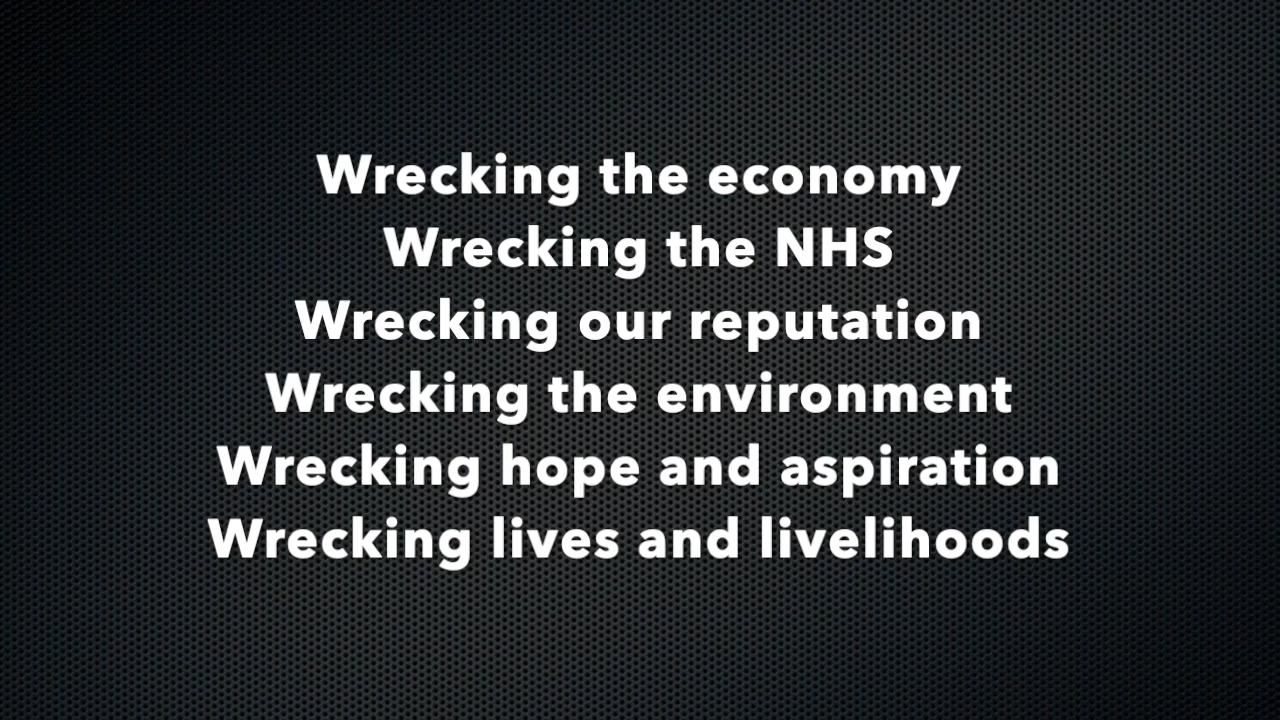 Wrecking the economy
Wrecking the NHS
Wrecking our reputation
Wrecking the environment
Wrecking hope and aspiration
Wrecking lives and livelihoods